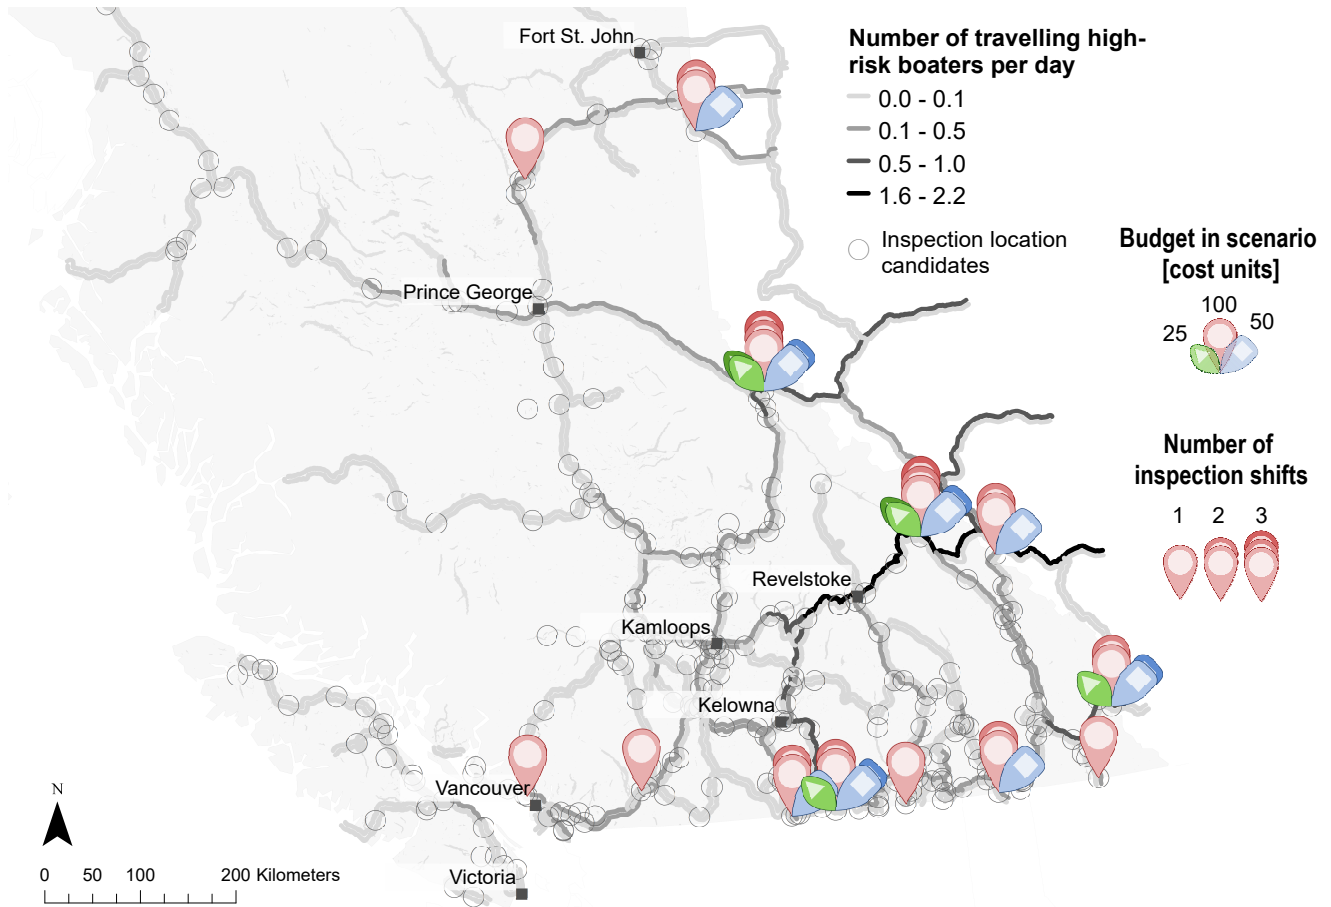 Fort St. John
Number of travelling high-
risk boaters per day
0.0 - 0.1
0.1 - 0.5
0.5 - 1.0
1.6 - 2.2
Inspection location
candidates
Budget in scenario
[cost units]
100
25
50
Prince George
Number of
inspection shifts
1 2 3
Revelstoke
Kamloops
Kelowna
Vancouver
Victoria
N
0 50 100 200 Kilometers